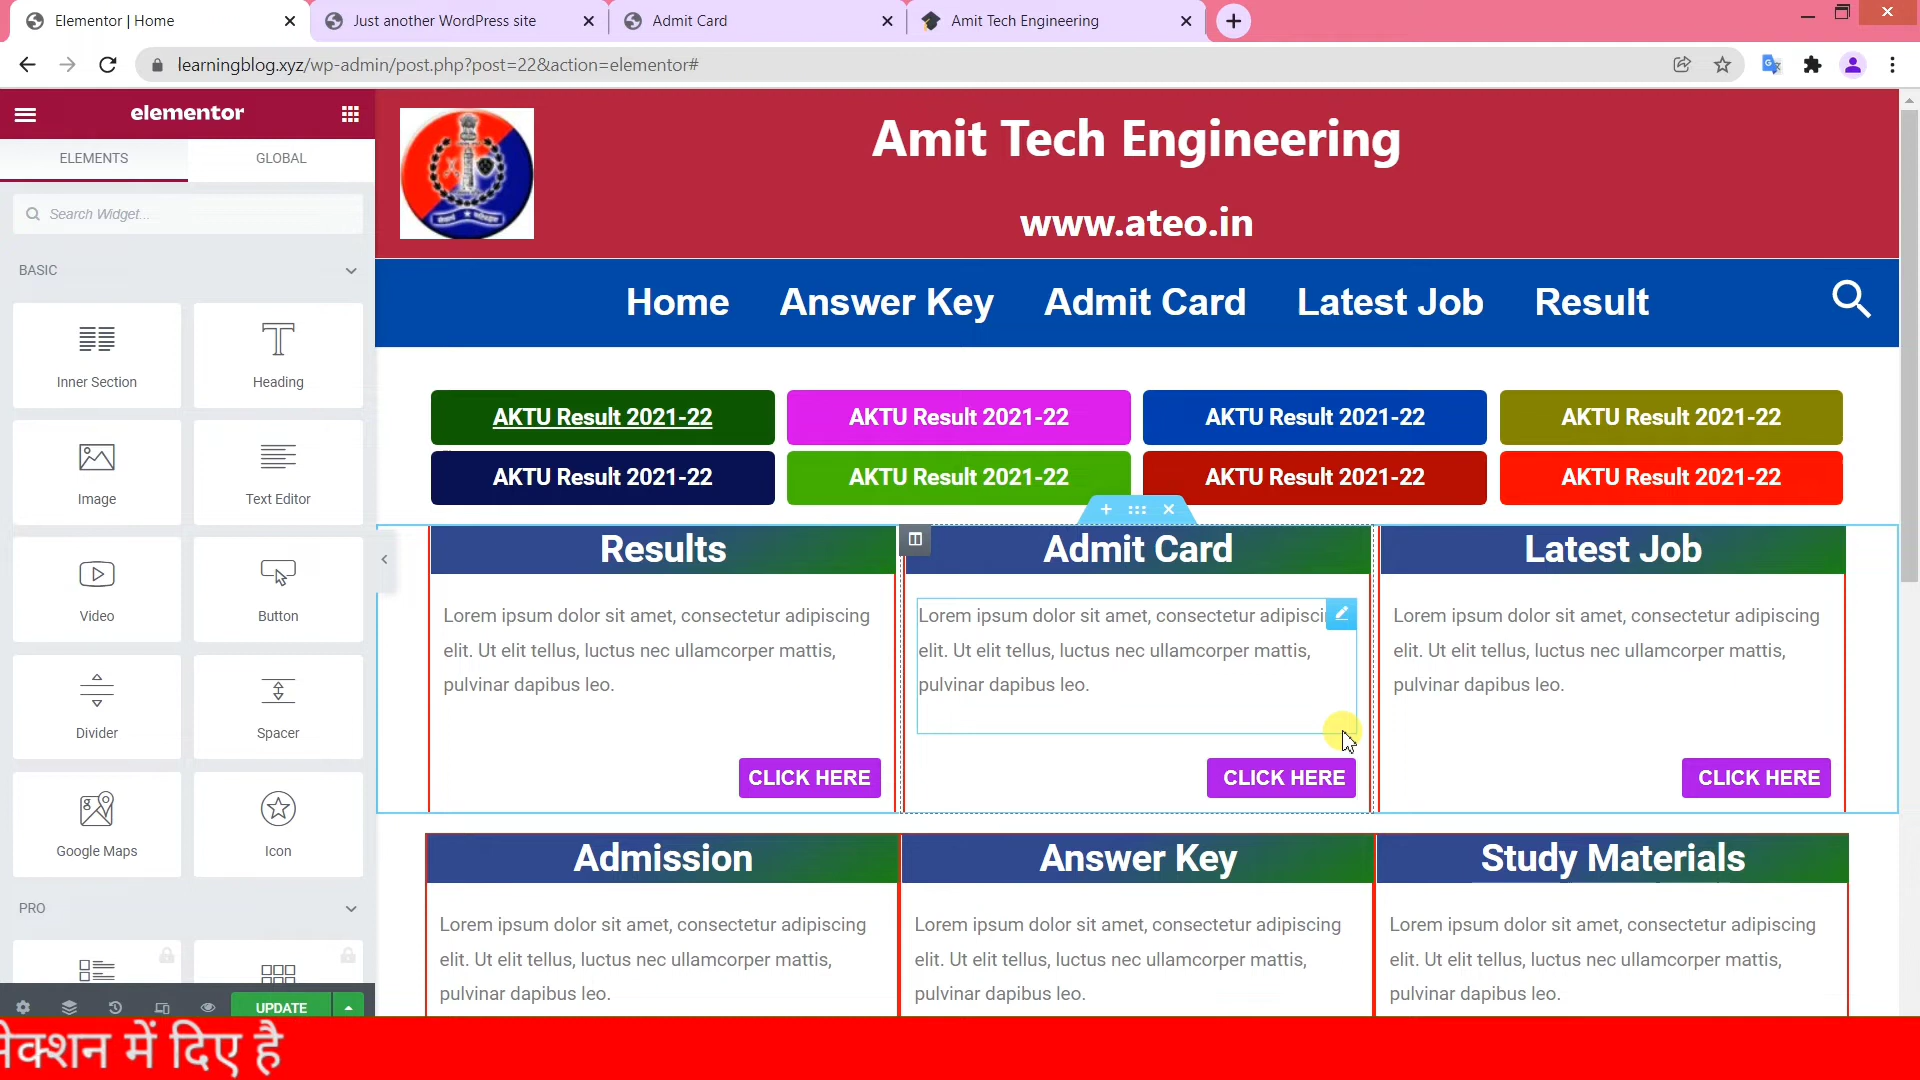 Elementor | Home
Just another WordPress site
Admit Card
Amit Tech Engineering
learningblog.xyz/wp-admin/post.php?post=22&action=elementor#
elementor
ELEMENTS
GLOBAL
Search Widget...
BASIC
Inner Section
Heading
Image
Text Editor
Video
Button
Divider
Spacer
Google Maps
Icon
PRO
UPDATE
Amit Tech Engineering
www.ateo.in
Home Answer Key Admit Card Latest Job Result
AKTU Result 2021-22 AKTU Result 2021-22 AKTU Result 2021-22 AKTU Result 2021-22
AKTU Result 2021-22 AKTU Result 2021-22 AKTU Result 2021-22 AKTU Result 2021-22
Results
Lorem ipsum dolor sit amet, consectetur adipiscing
elit. Ut elit tellus, luctus nec ullamcorper mattis,
pulvinar dapibus leo.
CLICK HERE
Admit Card
Lorem ipsum dolor sit amet, consectetur
elit. Ut elit tellus, luctus nec ullamcorper mattis,
pulvinar dapibus leo.
CLICK HERE
Latest Job
Lorem ipsum dolor sit amet, consectetur adipiscing
elit. Ut elit tellus, luctus nec ullamcorper mattis,
pulvinar dapibus leo.
CLICK HERE
Admission
Lorem ipsum dolor sit amet, consectetur adipiscing
elit. Ut elit tellus, luctus nec ullamcorper mattis,
pulvinar dapibus leo.
Answer Key
Lorem ipsum dolor sit amet, consectetur adipiscing
elit. Ut elit tellus, luctus nec ullamcorper mattis,
pulvinar dapibus leo.
Study Materials
Lorem ipsum dolor sit amet, consectetur adipiscing
elit. Ut elit tellus, luctus nec ullamcorper mattis,
pulvinar dapibus leo.
में दिए है